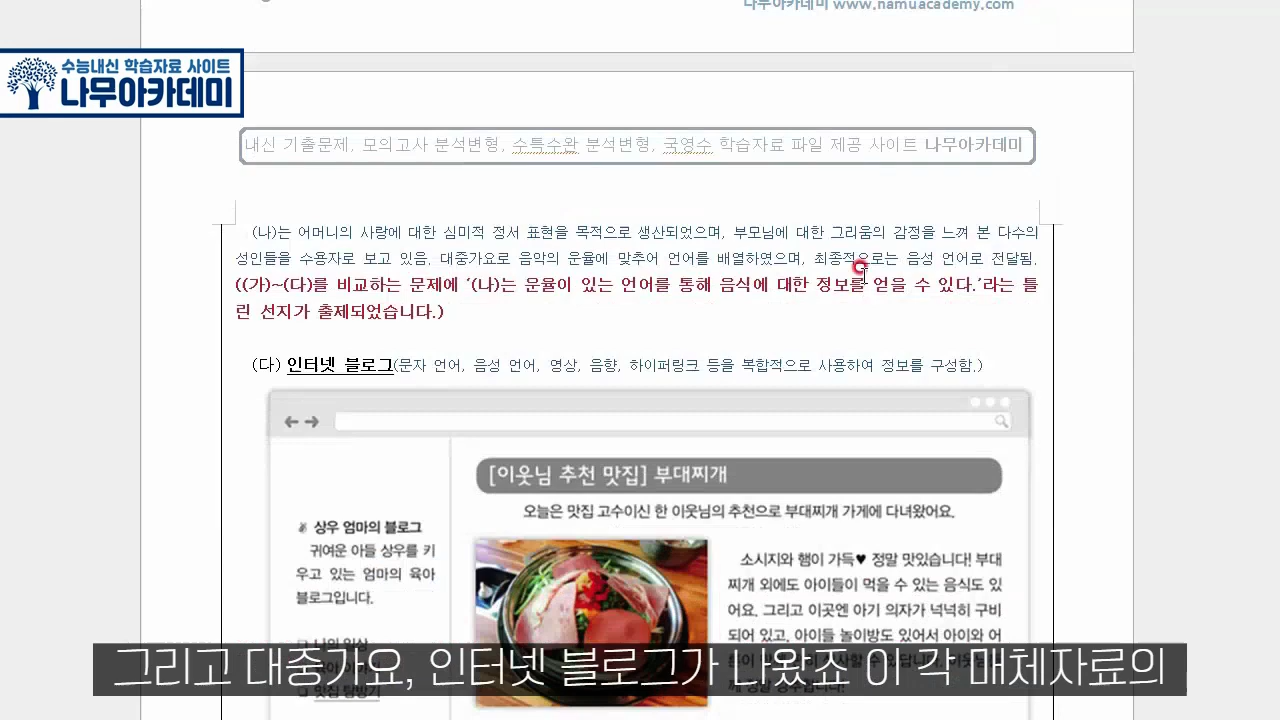 나무아카데미 www.namuacademy.com
수능내신 학습자료 사이트
나무아카데미
내신 기출문제, 모의고사 분석변형, 수특수완 분석변형, 국영수 학습자료 파일 제공 사이트 나무아카데미
(나)는 어머니의 사랑에 대한 심미적 정서 표현을 목적으로 생산되었으며, 부모님에 대한 그리움의 감정을 느껴 본 다수의
성인들을 수용자로 보고 있음. 대중가요로 음악의 운율에 맞추어 언어를 배열하였으며, 최종적으로는 음성 언어로 전달됨.
((가)~(다)를 비교하는 문제에 ‘(나)는 운율이 있는 언어를 통해 음식에 대한 정보를 얻을 수 있다.’라는 틀
린 선지가 출제되었습니다.)
(다) 인터넷 블로그(문자 언어, 음성 언어, 영상, 음향, 하이퍼링크 등을 복합적으로 사용하여 정보를 구성함.)
[이웃님 추천 맛집] 부대찌개
오늘은 맛집 고수이신 한 이웃님의 추천으로 부대찌개 가게에 다녀왔어요.
상우 엄마의 블로그
귀여운 아들 상우를 키
우고 있는 엄마의 육아
블로그입니다.
소시지와 햄이 가득♥ 정말 맛있습니다! 부대
찌개 외에도 아이들이 먹을 수 있는 음식도 있
어요. 그리고 이곳엔 아기 의자가 넉넉히 구비
되어 있고, 아이들 놀이방도 있어서 아이와 어
나의 일상
맛집 탐방기
그리고 대중가요, 인터넷 블로그가 나왔죠 이 각 매체자료의